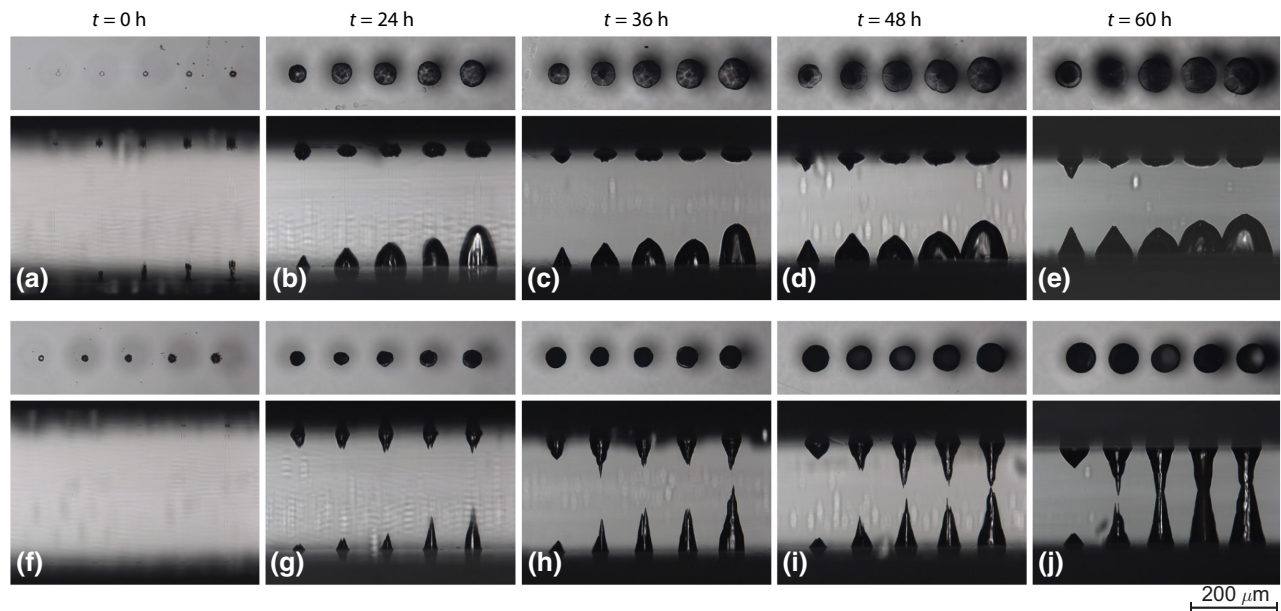 t = 0 h
t = 24 h
t = 36 h
t = 48 h
t = 60 h
(a)
(b)
(c)
(d)
(e)
(f)
(g)
(h)
(i)
(j)
200 μm